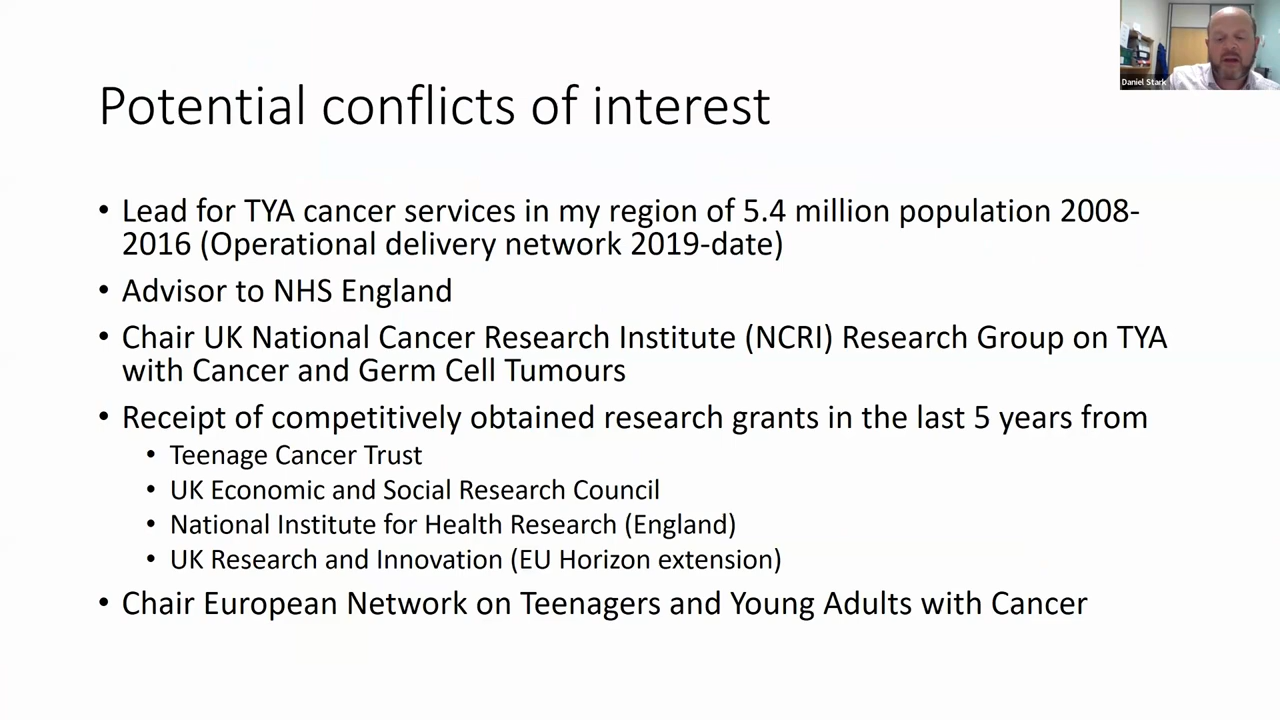 Daniel Stark
Potential conflicts of interest
• Lead for TYA cancer services in my region of 5.4 million population 2008-
2016 (Operational delivery network 2019-date)
• Advisor to NHS England
• Chair UK National Cancer Research Institute (NCRI) Research Group on TYA
with Cancer and Germ Cell Tumours
• Receipt of competitively obtained research grants in the last 5 years from
• Teenage Cancer Trust
• UK Economic and Social Research Council
• National Institute for Health Research (England)
• UK Research and Innovation (EU Horizon extension)
• Chair European Network on Teenagers and Young Adults with Cancer